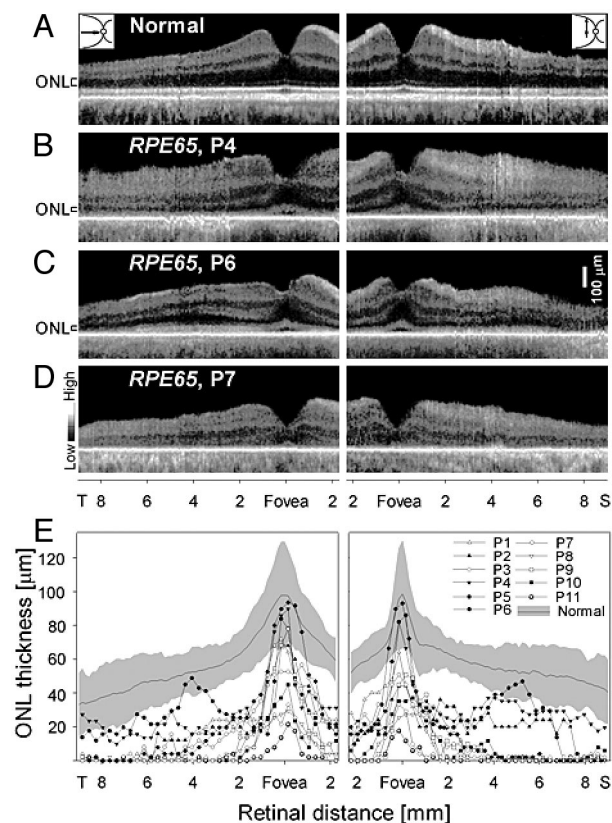 A Normal
ONL
B RPE65, P4
ONL
C RPE65, P6
ONL
100 µm
D RPE65, P7
Low High
T 8 6 4 2 Fovea 2 2 Fovea 2 4 6 8 S
E
120
100
80
60
40
20
ONL thickness [µm]
P1 P7
P2 P8
P3 P9
P4 P10
P5 P11
P6 Normal
T 8 6 4 2 Fovea 2 2 Fovea 2 4 6 8 S
Retinal distance [mm]